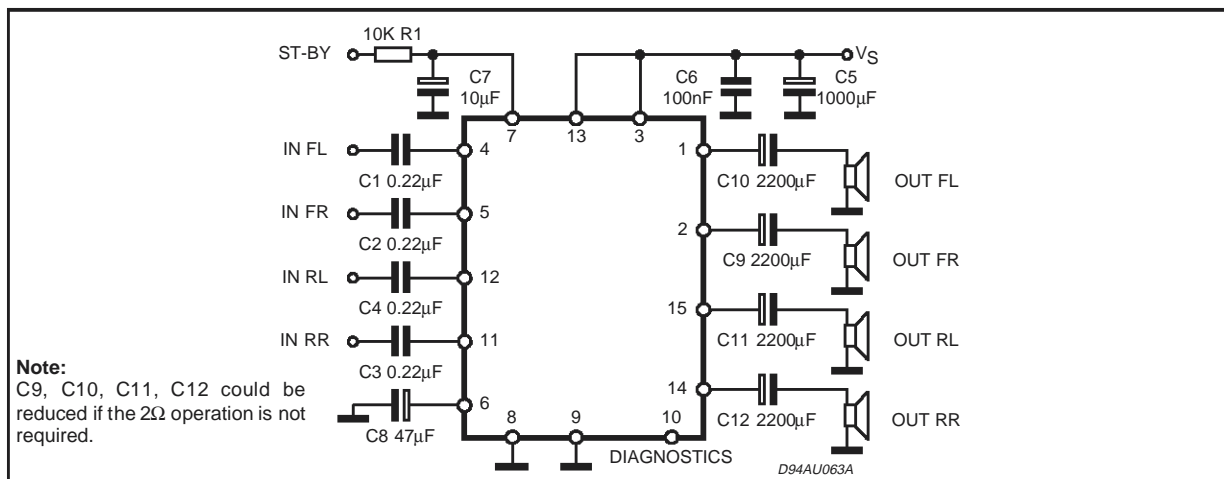 10K R1
ST-BY
C7
10µF
C6
100nF
VS
C5
1000µF
7
13
3
IN FL
C1 0.22µF
4
IN FR
C2 0.22µF
5
IN RL
C4 0.22µF
12
IN RR
C3 0.22µF
11
C8 47µF
6
1
C10 2200µF
OUT FL
2
C9 2200µF
OUT FR
15
C11 2200µF
OUT RL
14
C12 2200µF
OUT RR
8
9
10
DIAGNOSTICS
Note:
C9, C10, C11, C12 could be
reduced if the 2Ω operation is not
required.
D94AU063A